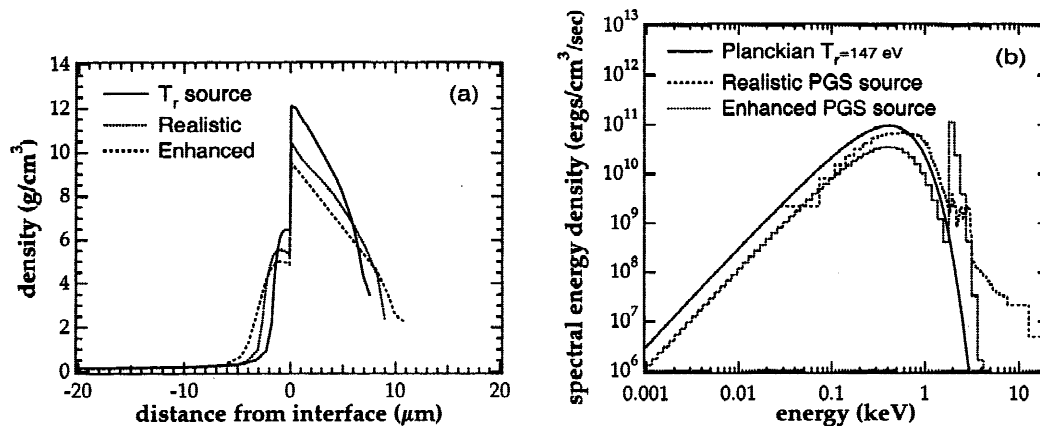 (a)
T_r source
Realistic
Enhanced
density (g/cm³)
14
12
10
8
6
4
2
0
-20
-10
0
10
20
distance from interface (μm)
(b)
Planckian T_r=147 eV
Realistic PGS source
Enhanced PGS source
spectral energy density (ergs/cm³/sec)
10¹³
10¹²
10¹¹
10¹⁰
10⁹
10⁸
10⁷
10⁶
0.001
0.01
0.1
1
10
energy (keV)